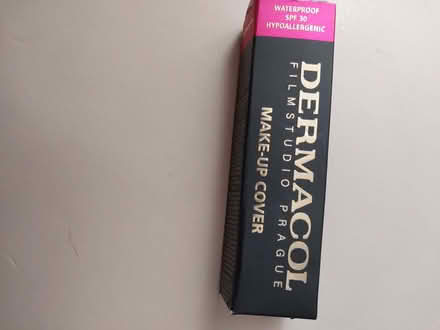 WATERPROOF
SPF 30
HYPOALLERGENIC
DERMACOL
FILMSTUDIO PRAGUE
MAKE-UP COVER